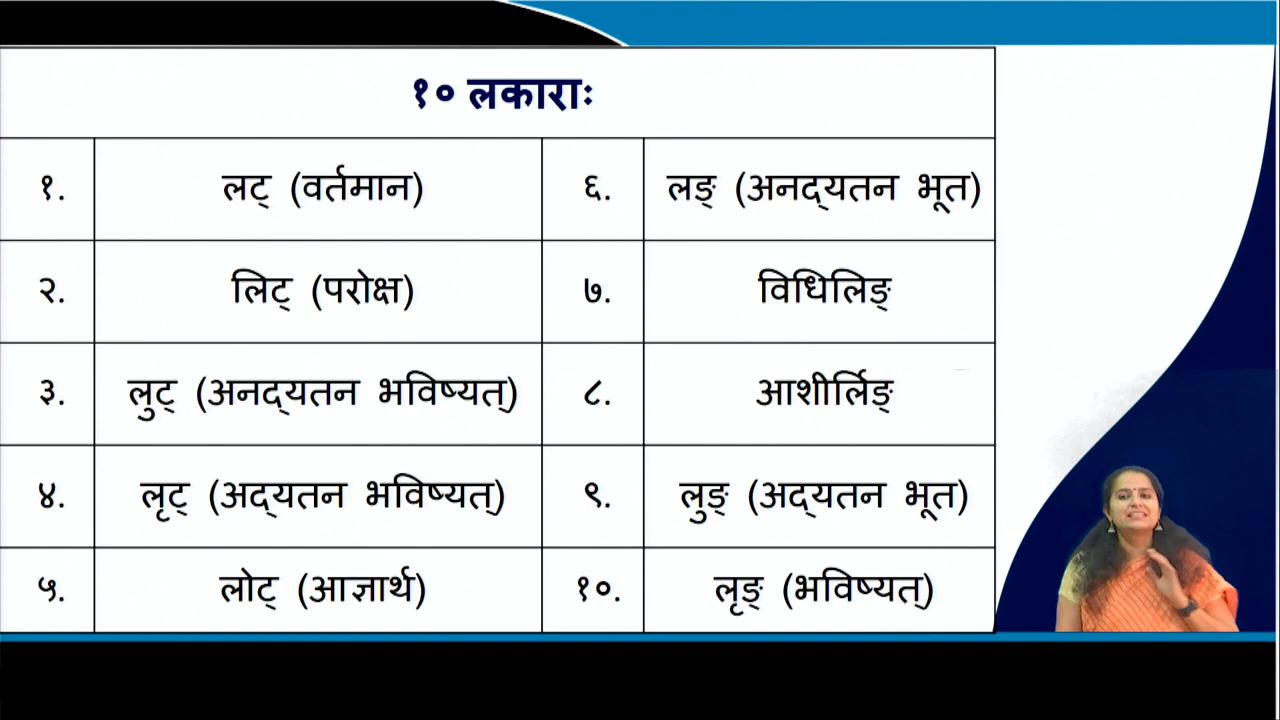 १० लकाराः
१. लट् (वर्तमान) ६. लङ् (अनद्‌यतन भूत)
२. लिट् (परोक्ष) ७. विधिलिङ्
३. लुट् (अनद्‌यतन भविष्यत्) ८. आशीर्लिङ्
४. लृट् (अद्‌यतन भविष्यत्) ९. लुङ् (अद्‌यतन भूत)
५. लोट् (आज्ञार्थ) १०. लृङ् (भविष्यत्)